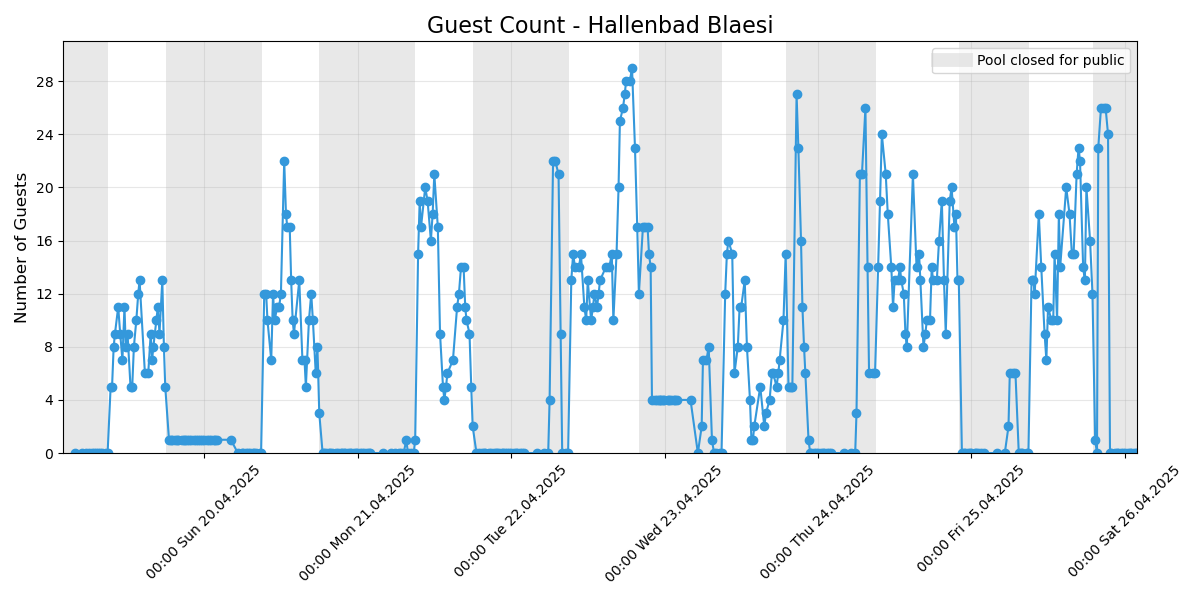 Guest Count - Hallenbad Blaesi
Pool closed for public
Number of Guests
28
24
20
16
12
8
4
0
00:00 Sun 20.04.2025
00:00 Mon 21.04.2025
00:00 Tue 22.04.2025
00:00 Wed 23.04.2025
00:00 Thu 24.04.2025
00:00 Fri 25.04.2025
00:00 Sat 26.04.2025